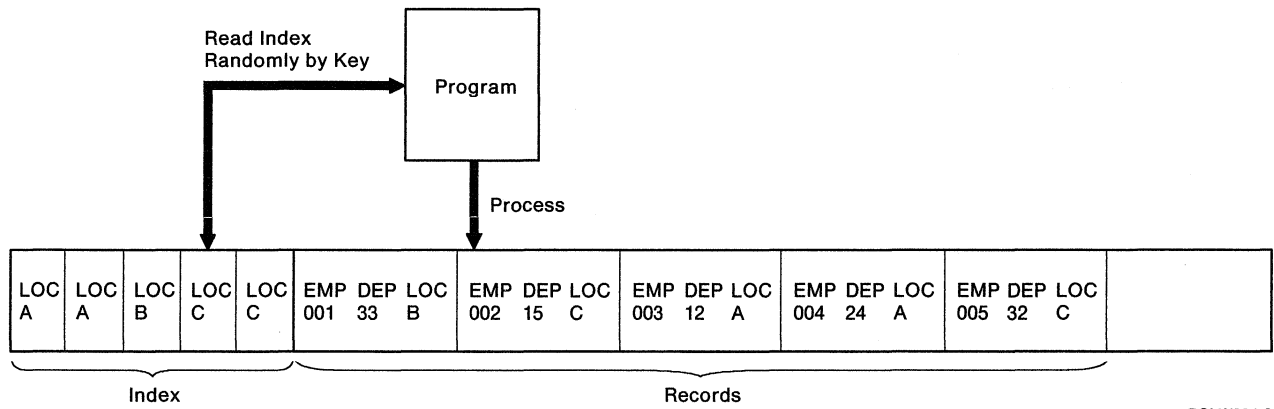 Read Index
Randomly by Key
Program
Process
LOC LOC LOC LOC LOC EMP DEP LOC EMP DEP LOC EMP DEP LOC EMP DEP LOC EMP DEP LOC
A A B C C 001 33 B 002 15 C 003 12 A 004 24 A 005 32 C
Index Records